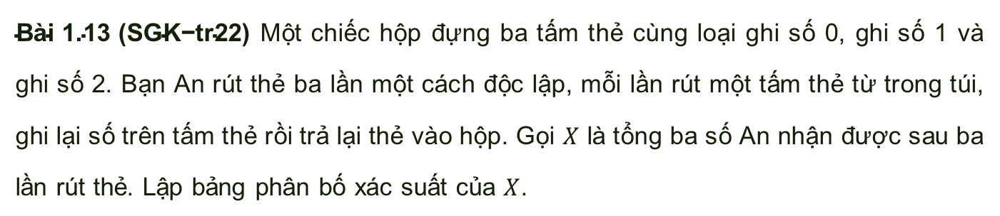 Bài 1.13 (SGK–tr22) Một chiếc hộp đựng ba tấm thẻ cùng loại ghi số 0, ghi số 1 và
ghi số 2. Bạn An rút thẻ ba lần một cách độc lập, mỗi lần rút một tấm thẻ từ trong túi,
ghi lại số trên tấm thẻ rồi trả lại thẻ vào hộp. Gọi X là tổng ba số An nhận được sau ba
lần rút thẻ. Lập bảng phân bố xác suất của X.